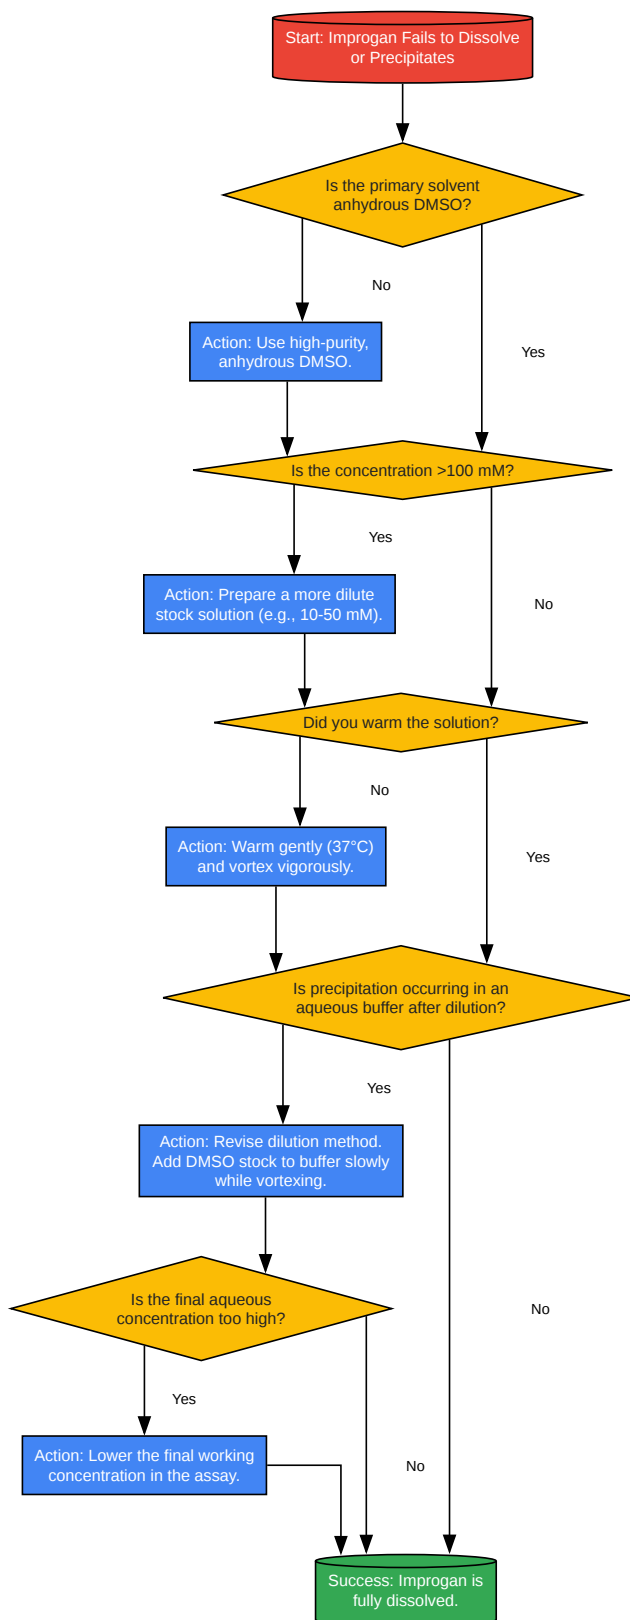 Start: Improgan Fails to Dissolve
or Precipitates
Is the primary solvent
anhydrous DMSO?
No
Action: Use high-purity,
anhydrous DMSO.
Yes
Is the concentration >100 mM?
Yes
Action: Prepare a more dilute
stock solution (e.g., 10-50 mM).
No
Did you warm the solution?
No
Action: Warm gently (37°C)
and vortex vigorously.
Yes
Is precipitation occurring in an
aqueous buffer after dilution?
Yes
Action: Revise dilution method.
Add DMSO stock to buffer slowly
while vortexing.
Is the final aqueous
concentration too high?
No
Yes
Action: Lower the final working
concentration in the assay.
No
Success: Improgan is
fully dissolved.